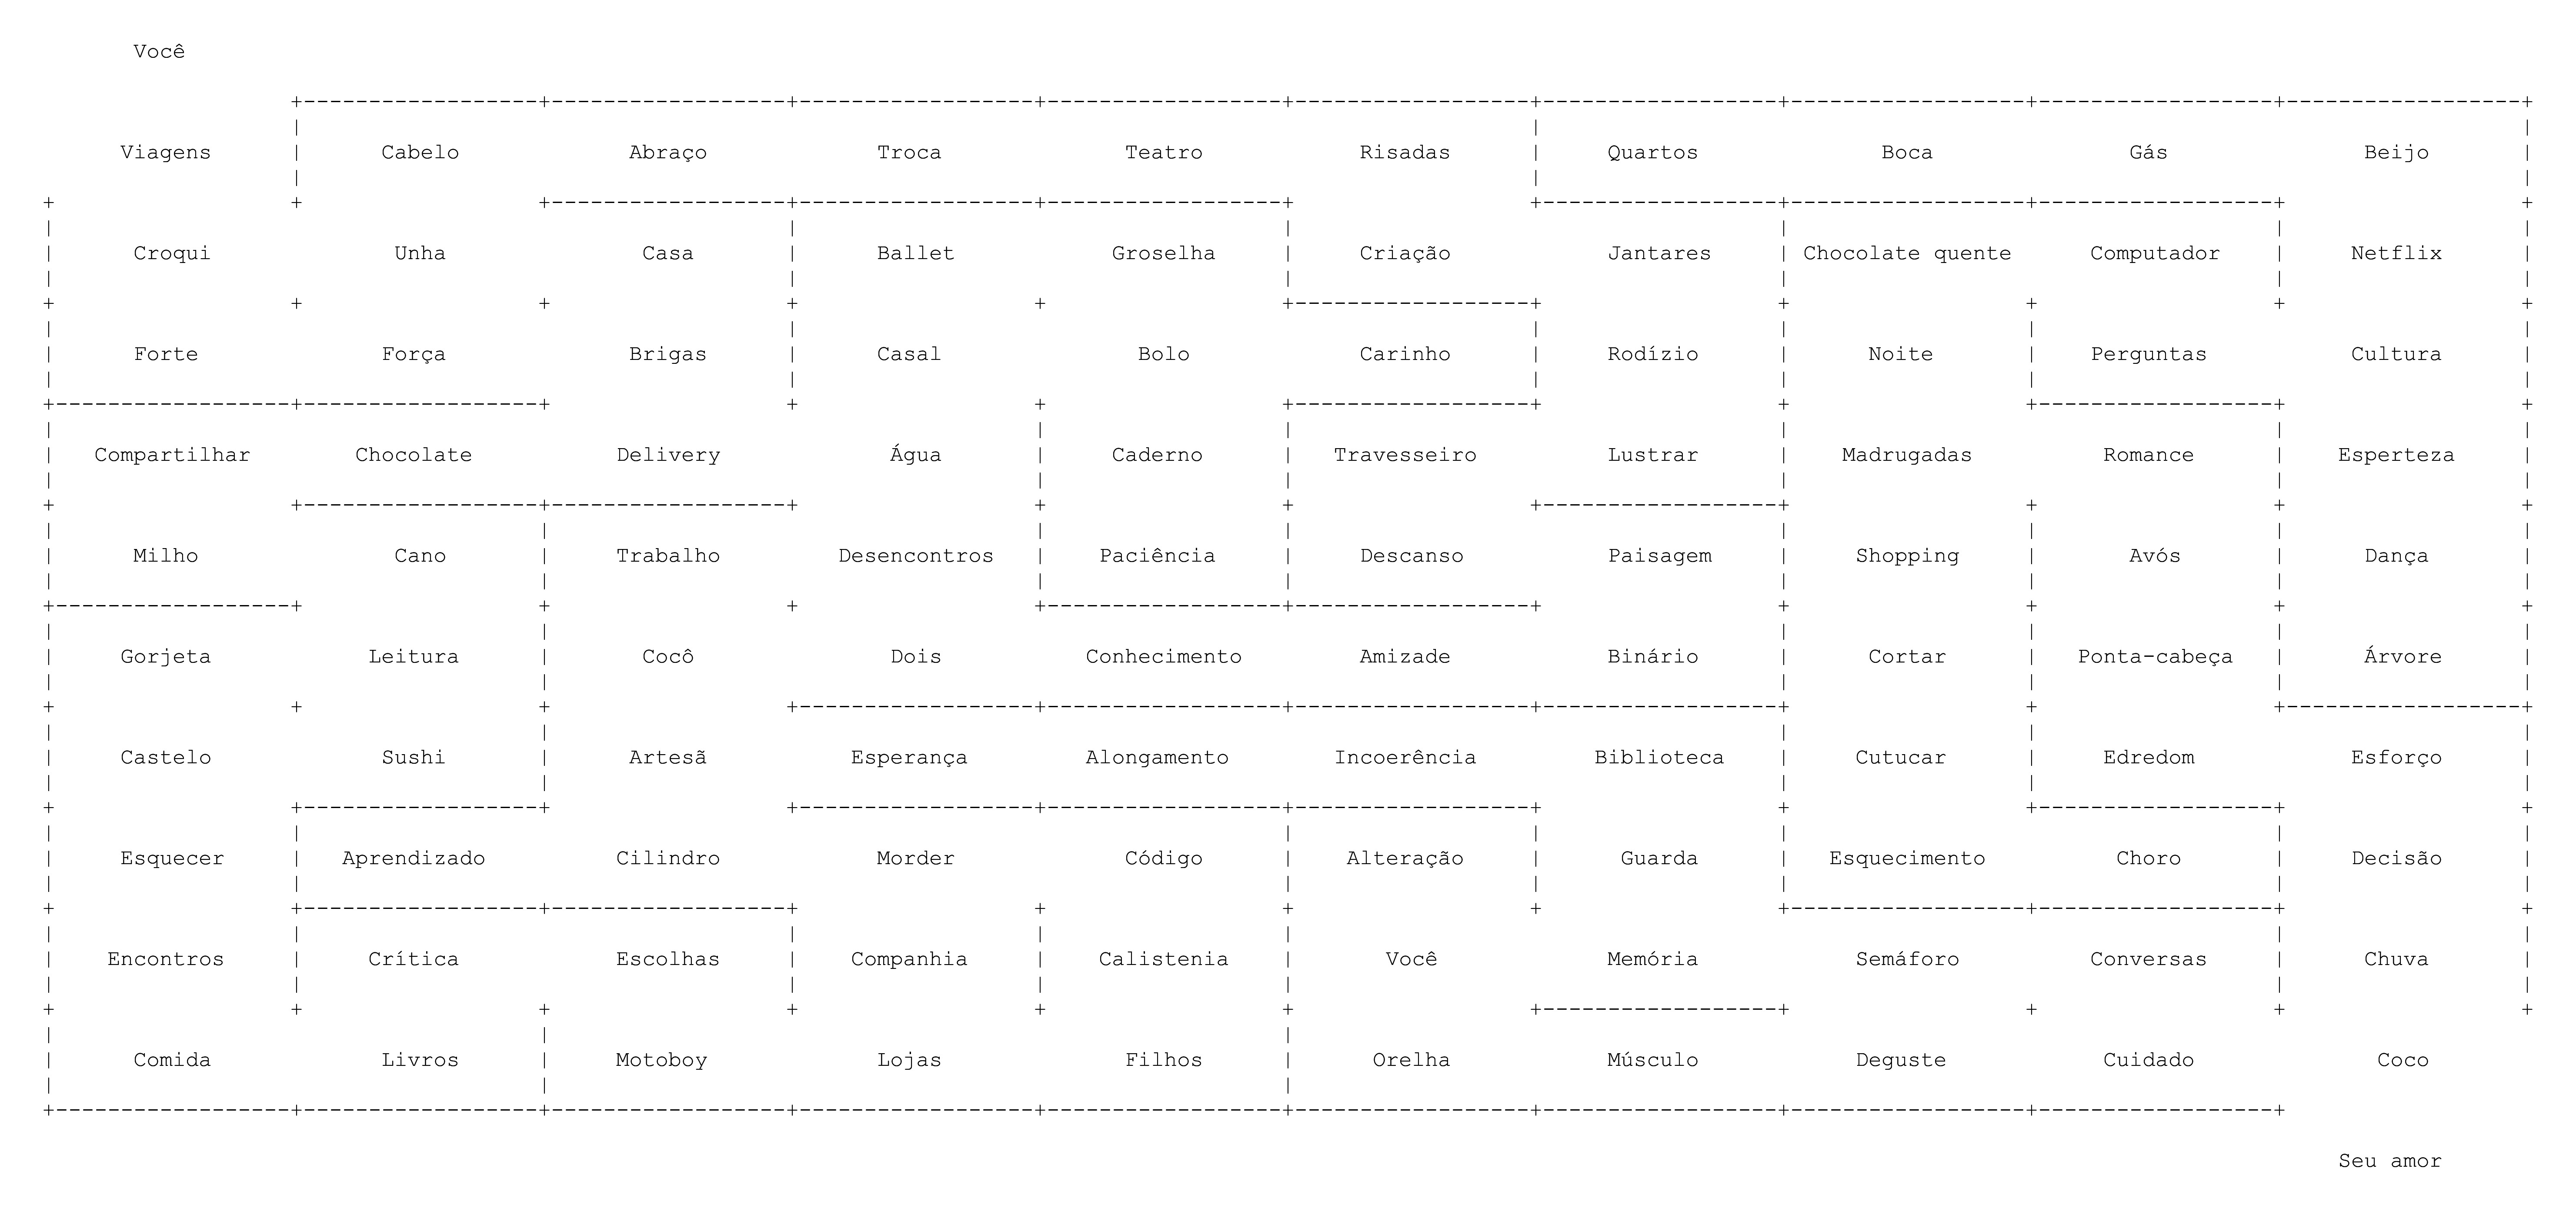 Você
Viagens Cabelo Abraço Troca Teatro Risadas Quartos Boca Gás Beijo
Croqui Unha Casa Ballet Groselha Criação Jantares Chocolate quente Computador Netflix
Forte Força Brigas Casal Bolo Carinho Rodízio Noite Perguntas Cultura
Compartilhar Chocolate Delivery Água Caderno Travesseiro Lustrar Madrugadas Romance Esperteza
Milho Cano Trabalho Desencontros Paciência Descanso Paisagem Shopping Avós Dança
Gorjeta Leitura Cocô Dois Conhecimento Amizade Binário Cortar Ponta-cabeça Árvore
Castelo Sushi Artesã Esperança Alongamento Incoerência Biblioteca Cutucar Edredom Esforço
Esquecer Aprendizado Cilindro Morder Código Alteração Guarda Esquecimento Choro Decisão
Encontros Crítica Escolhas Companhia Calistenia Você Memória Semáforo Conversas Chuva
Comida Livros Motoboy Lojas Filhos Orelha Músculo Deguste Cuidado Coco
Seu amor